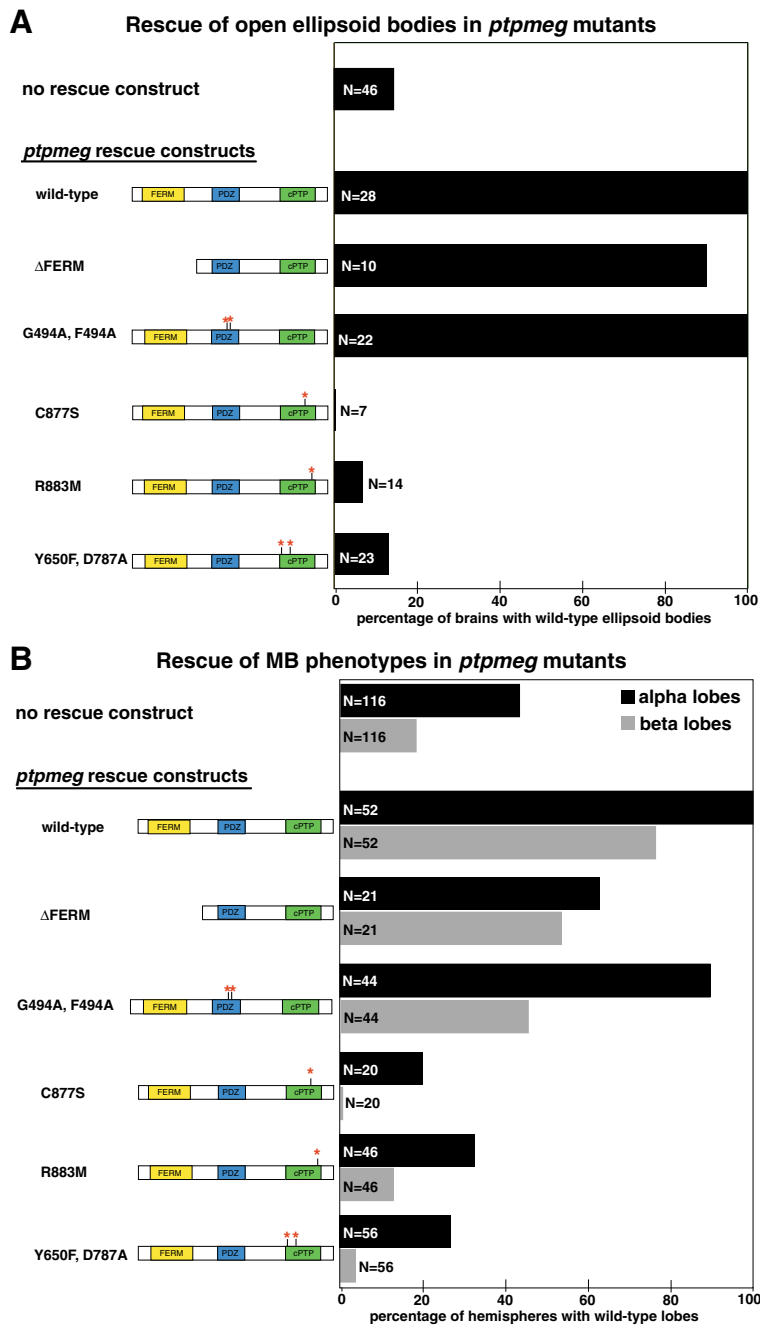 A
Rescue of open ellipsoid bodies in ptpmeg mutants
no rescue construct
N=46
ptpmeg rescue constructs
wild-type FERM PDZ cPTP N=28
ΔFERM PDZ cPTP N=10
**
G494A, F494A FERM PDZ cPTP N=22
*
C877S FERM PDZ cPTP N=7
*
R883M FERM PDZ cPTP N=14
* *
Y650F, D787A FERM PDZ cPTP N=23
0 20 40 60 80 100
percentage of brains with wild-type ellipsoid bodies
B
Rescue of MB phenotypes in ptpmeg mutants
alpha lobes
beta lobes
no rescue construct
N=116
N=116
ptpmeg rescue constructs
wild-type FERM PDZ cPTP
N=52
N=52
ΔFERM PDZ cPTP
N=21
N=21
**
G494A, F494A FERM PDZ cPTP
N=44
N=44
*
C877S FERM PDZ cPTP
N=20
N=20
*
R883M FERM PDZ cPTP
N=46
N=46
* *
Y650F, D787A FERM PDZ cPTP
N=56
N=56
0 20 40 60 80 100
percentage of hemispheres with wild-type lobes